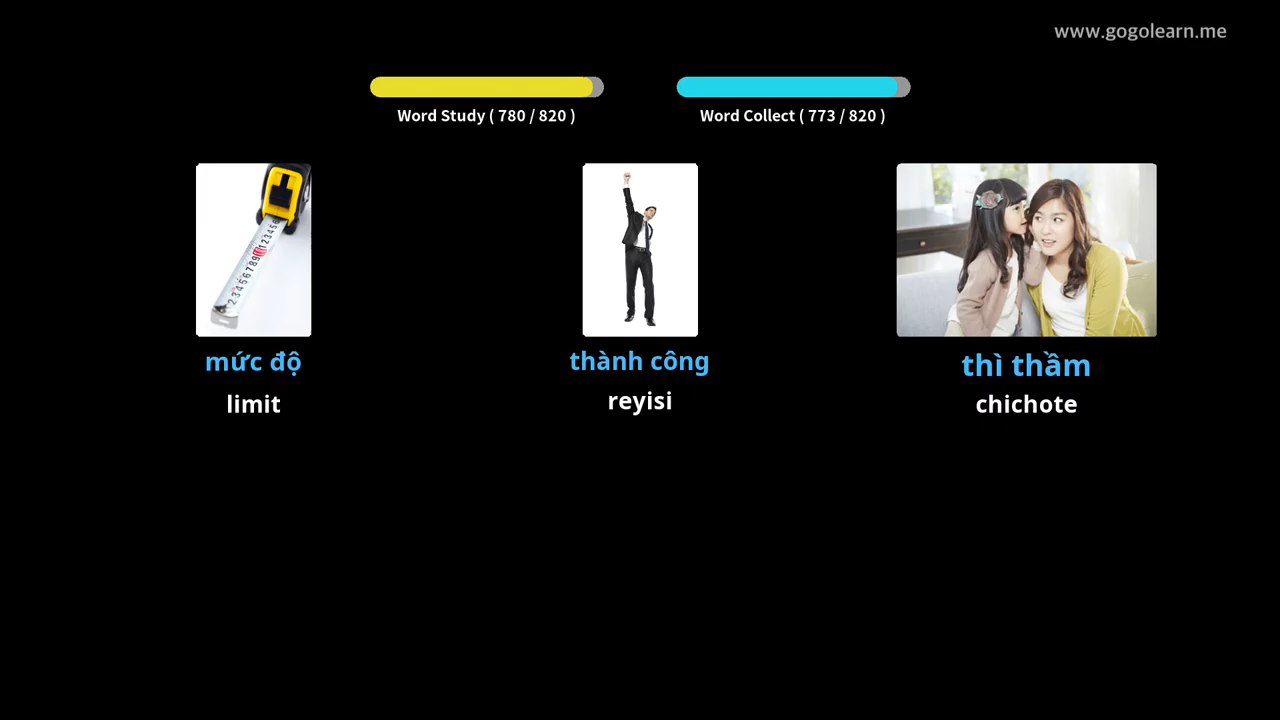 www.gogolearn.me
Word Study ( 780 / 820 )
Word Collect ( 773 / 820 )
mức độ
limit
thành công
reyisi
thì thầm
chichote